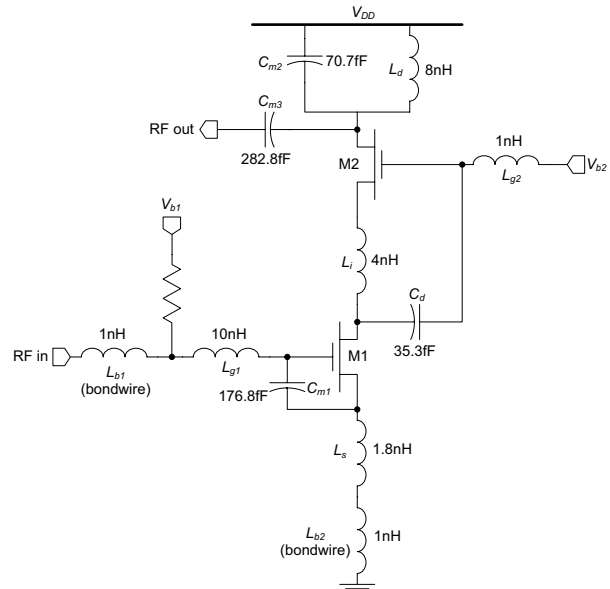 VDD
Cm2
70.7fF
Ld
8nH
Cm3
RF out
282.8fF
M2
1nH
Lg2
Vb2
Vb1
Li
4nH
Cd
35.3fF
1nH
10nH
RF in
Lb1
(bondwire)
Lg1
M1
176.8fF
Cm1
Ls
1.8nH
Lb2
(bondwire)
1nH